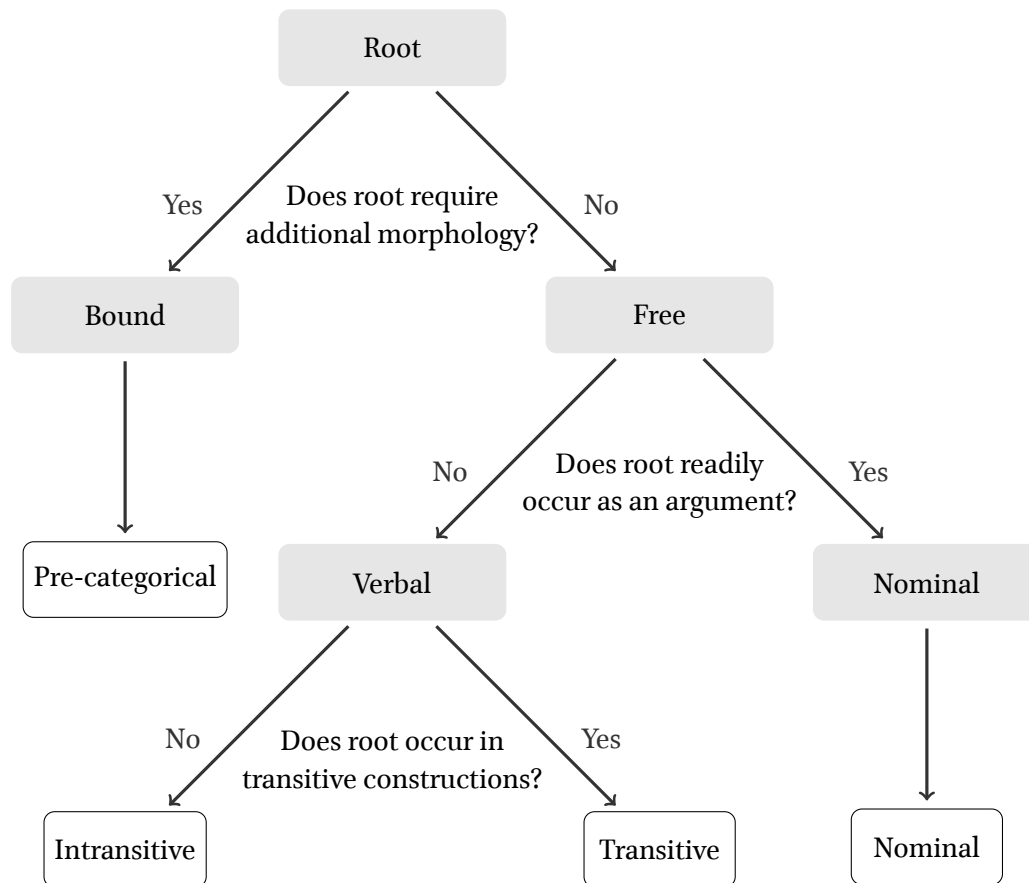 Root
Yes
Does root require
additional morphology?
No
Bound
Free
No
Does root readily
occur as an argument?
Yes
Pre-categorical
Verbal
Nominal
No
Does root occur in
transitive constructions?
Yes
Intransitive
Transitive
Nominal